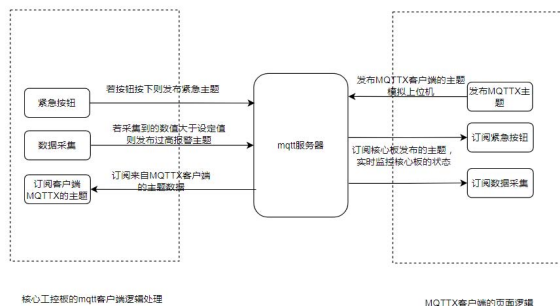 若按钮按下则发布紧急主题
紧急按钮
若采集到的数值大于设定值
则发布过高报警主题
数据采集
订阅来自MQTTX客户端
的主题数据
订阅客户端
MQTTX的主题
mqtt服务器
发布MQTTX客户端的主题
模拟上位机
发布MQTTX主
题
订阅紧急按钮
订阅核心板发布的主题，
实时监控核心板的状态
订阅数据采集
核心工控板的mqtt客户端逻辑处理
MQTTX客户端的页面逻辑